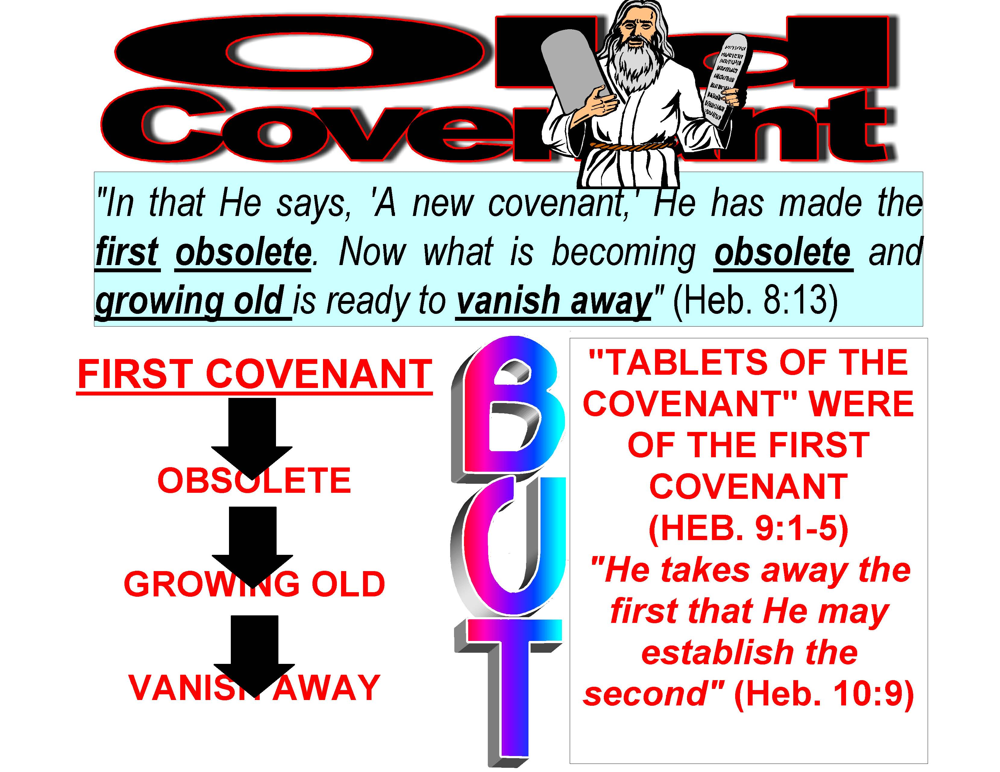 Old
Covenant
"In that He says, 'A new covenant,' He has made the
first obsolete. Now what is becoming obsolete and
growing old is ready to vanish away" (Heb. 8:13)
FIRST COVENANT
OBSOLETE
GROWING OLD
VANISH AWAY
BUT
"TABLETS OF THE
COVENANT" WERE
OF THE FIRST
COVENANT
(HEB. 9:1-5)
"He takes away the
first that He may
establish the
second" (Heb. 10:9)